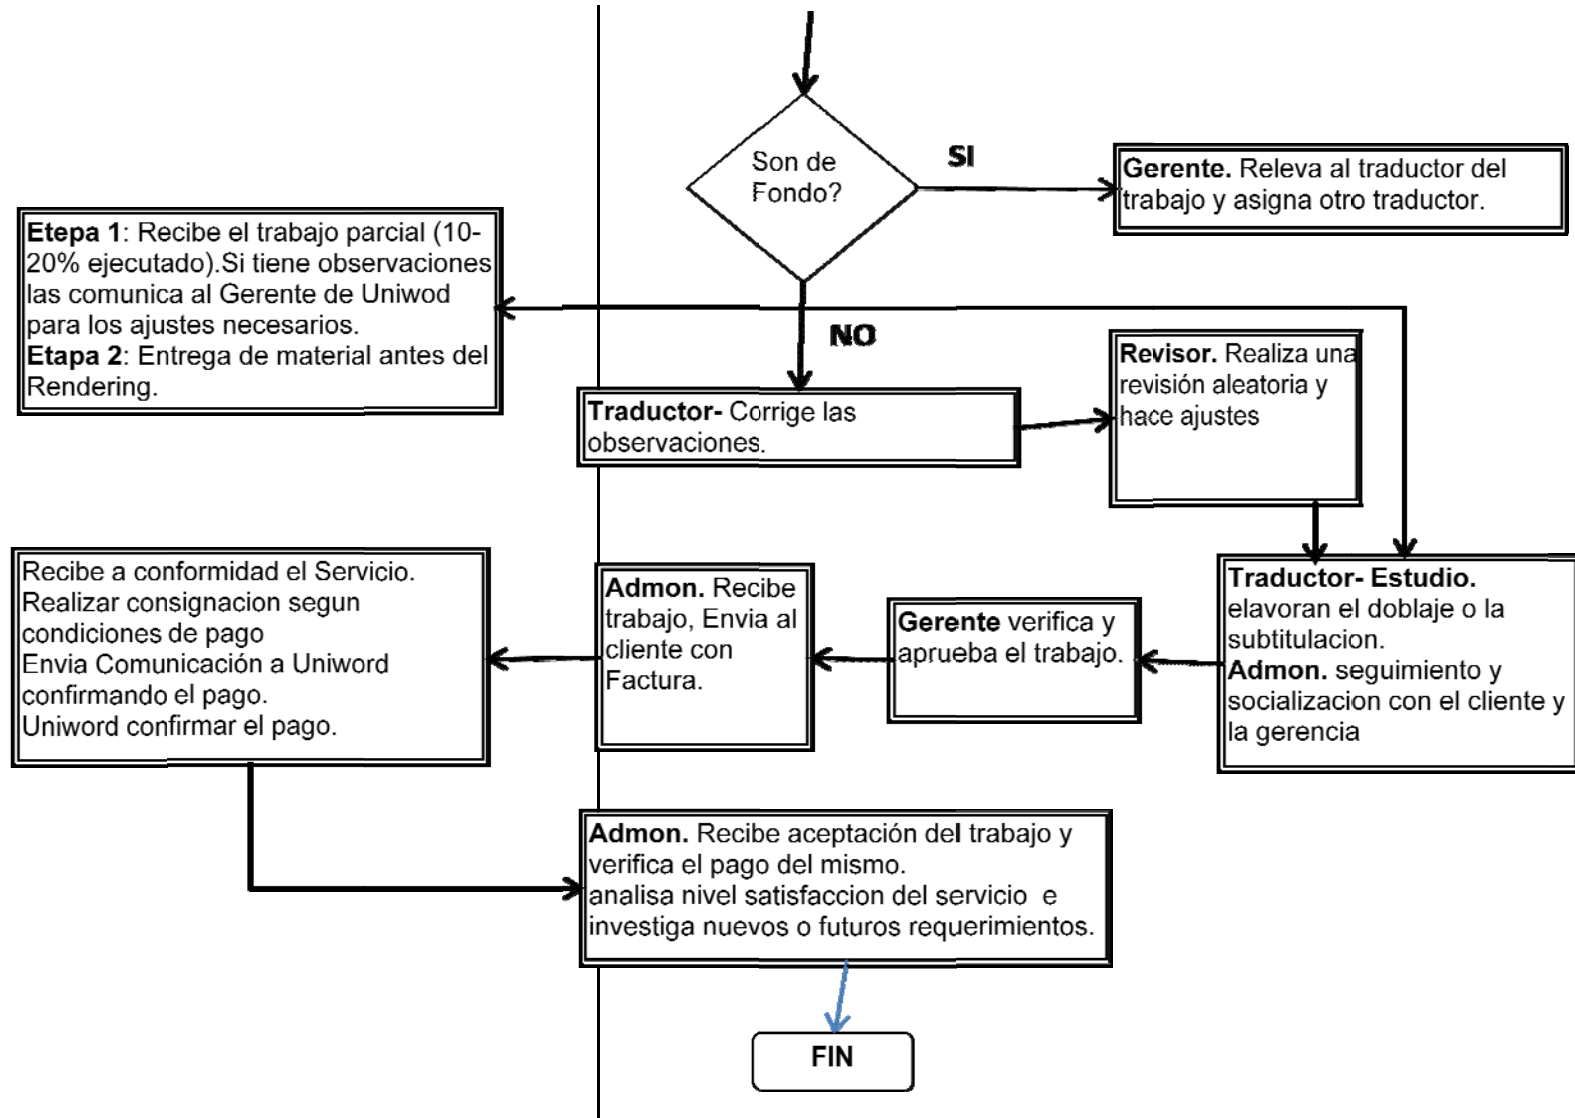 Son de
Fondo?
SI
Gerente. Releva al traductor del
trabajo y asigna otro traductor.
Etepa 1: Recibe el trabajo parcial (10-
20% ejecutado).Si tiene observaciones
las comunica al Gerente de Uniwod
para los ajustes necesarios.
Etapa 2: Entrega de material antes del
Rendering.
NO
Traductor- Corrige las
observaciones.
Revisor. Realiza una
revisión aleatoria y
hace ajustes
Traductor- Estudio.
elavoran el doblaje o la
subtitulacion.
Admon. seguimiento y
socializacion con el cliente y
la gerencia
Gerente verifica y
aprueba el trabajo.
Admon. Recibe
trabajo, Envia al
cliente con
Factura.
Recibe a conformidad el Servicio.
Realizar consignacion segun
condiciones de pago
Envia Comunicación a Uniword
confirmando el pago.
Uniword confirmar el pago.
Admon. Recibe aceptación del trabajo y
verifica el pago del mismo.
analisa nivel satisfaccion del servicio e
investiga nuevos o futuros requerimientos.
FIN